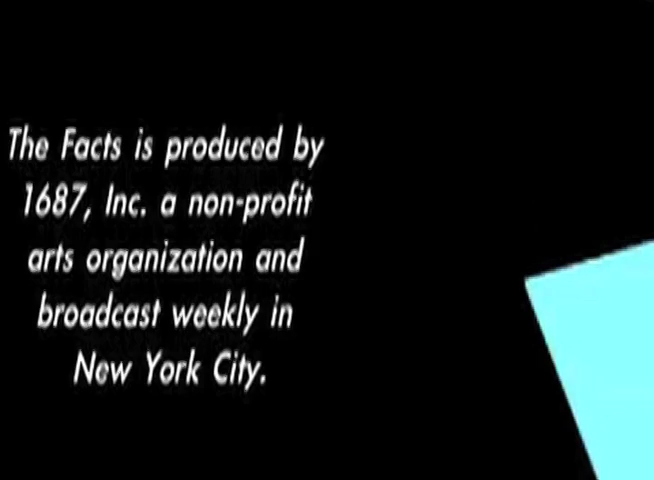 The Facts is produced by
1687, Inc. a non-profit
arts organization and
broadcast weekly in
New York City.